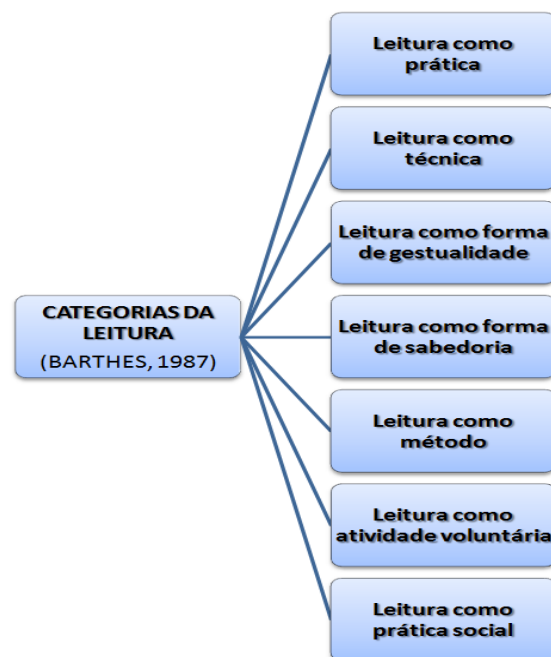 Leitura como
prática
Leitura como
técnica
Leitura como forma
de gestualidade
CATEGORIAS DA
LEITURA
(BARTHES, 1987)
Leitura como forma
de sabedoria
Leitura como
método
Leitura como
atividade voluntária
Leitura como
prática social